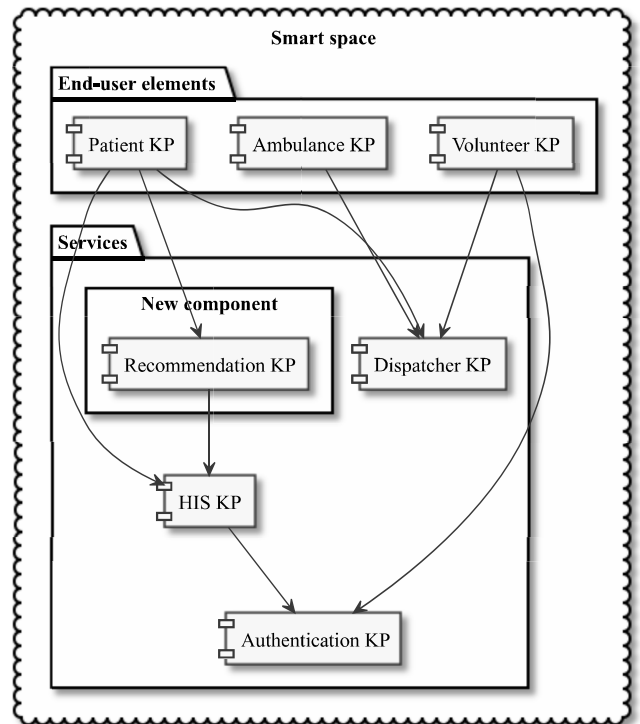 Smart space
End-user elements
Patient KP
Ambulance KP
Volunteer KP
Services
New component
Recommendation KP
Dispatcher KP
HIS KP
Authentication KP